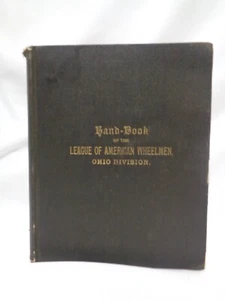 Hand-Book
OF THE
LEAGUE OF AMERICAN WHEELMEN,
OHIO DIVISION.